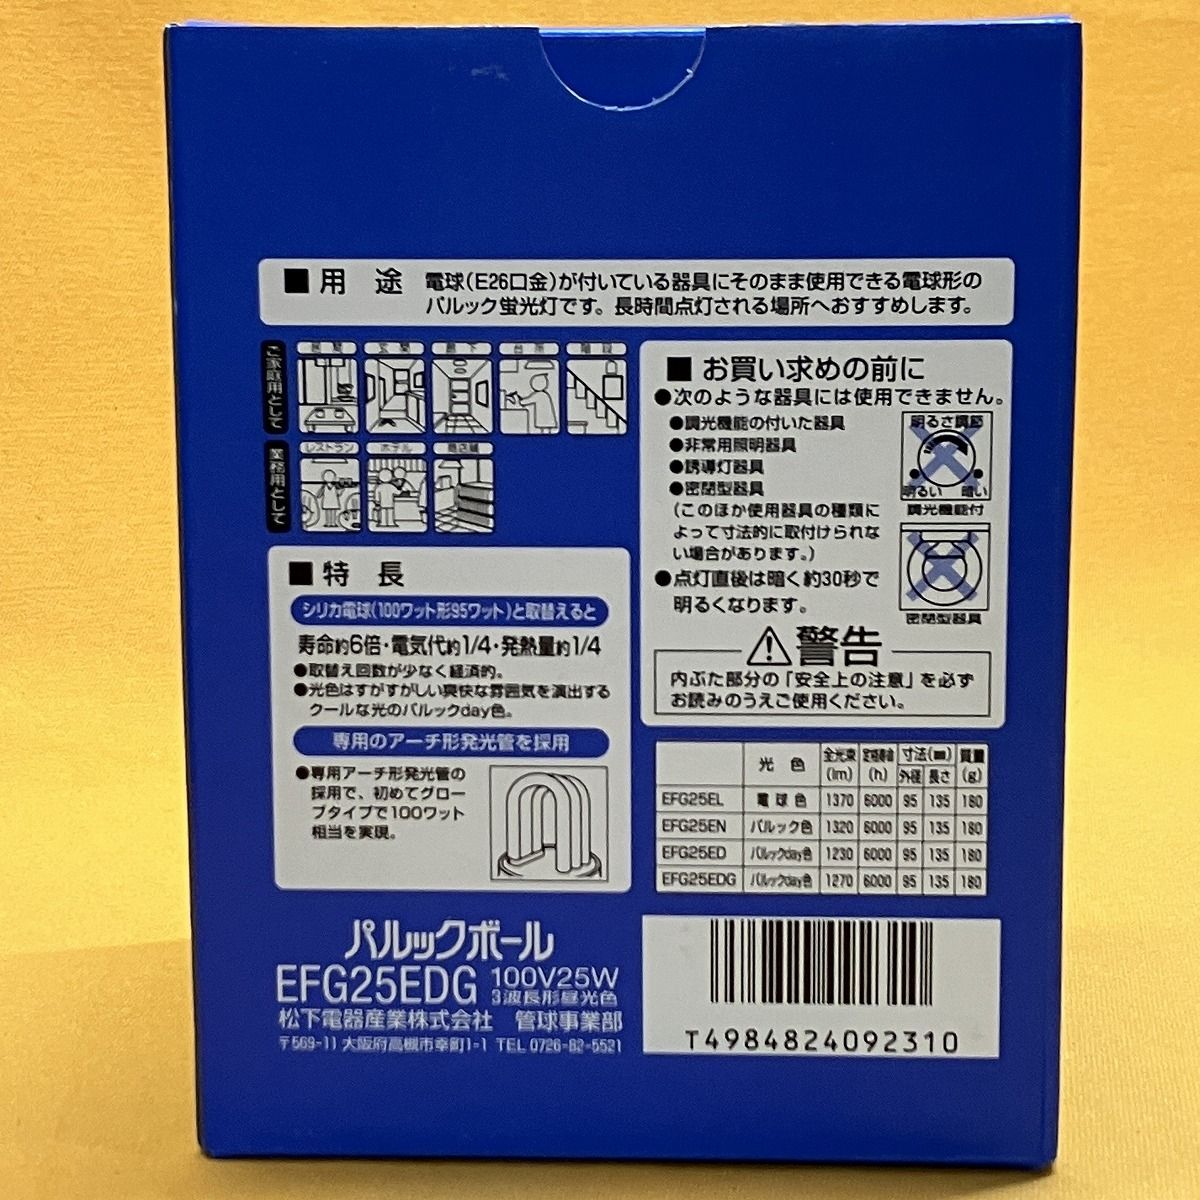 ■用 途 電球(E26口金)が付いている器具にそのまま使用できる電球形の
パルック蛍光灯です。長時間点灯される場所へおすすめします。
ご家庭用として
居間 玄関 廊下 台所 階段
業務用として
レストラン ホテル 商店舗
■特 長
シリカ電球(100ワット形95ワット)と取替えると
寿命約6倍・電気代約1/4・発熱量約1/4
●取替え回数が少なく経済的。
●光色はすがすがしい爽快な雰囲気を演出する
クールな光のパルックday色。
専用のアーチ形発光管を採用
●専用アーチ形発光管の
採用で、初めてグロー
ブタイプで100ワット
相当を実現。
■お買い求めの前に
●次のような器具には使用できません。
●調光機能の付いた器具
●非常用照明器具
●誘導灯器具
●密閉型器具
(このほか使用器具の種類に
よって寸法的に取付けられな
い場合があります。)
●点灯直後は暗く約30秒で
明るくなります。
明るさ調節
明るい 暗い
調光機能付
密閉型器具
⚠警告
内ぶた部分の「安全上の注意」を必ず
お読みのうえご使用ください。
光 色 全光束(lm) 定格寿命(h) 寸法(㎜) 外径 長さ 質量(g)
EFG25EL 電球色 1370 6000 95 135 180
EFG25EN パルック色 1320 6000 95 135 180
EFG25ED パルックday色 1230 6000 95 135 180
EFG25EDG パルックday色 1270 6000 95 135 180
パルックボール
EFG25EDG 100V25W
3波長形昼光色
松下電器産業株式会社 管球事業部
〒569-11 大阪府高槻市幸町1-1 TEL 0726-82-5521
T4984824092310